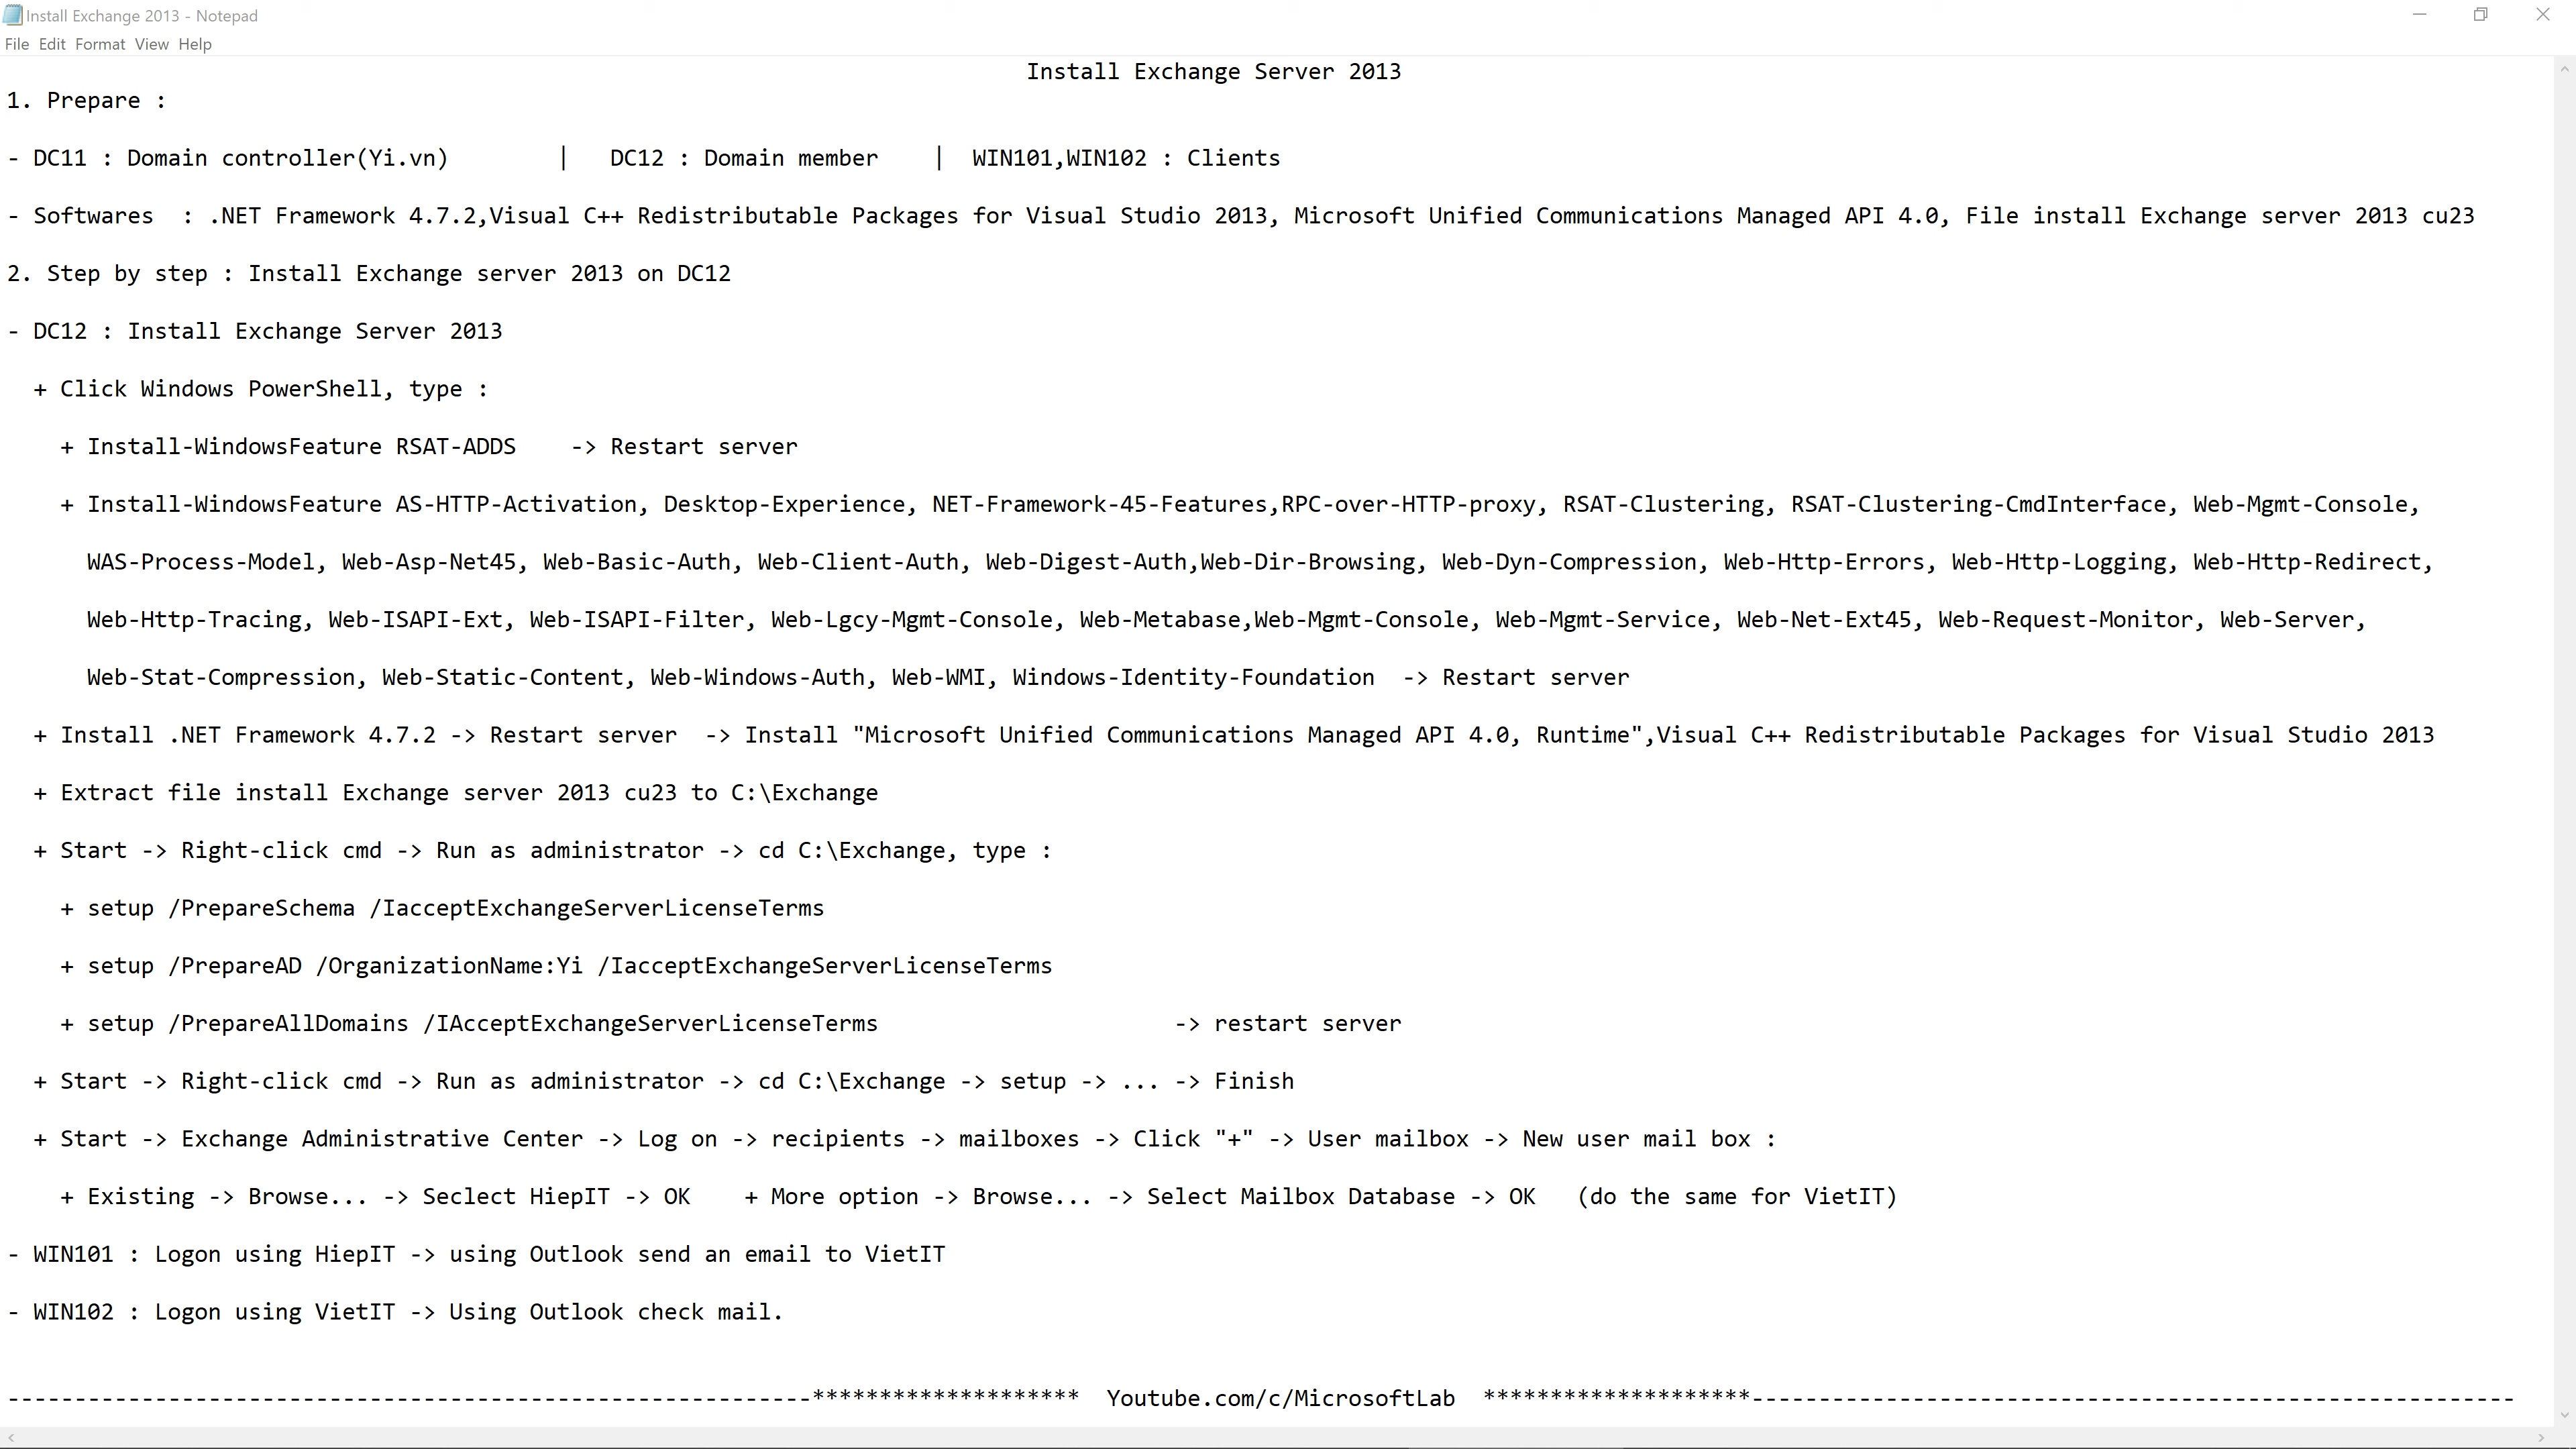 Install Exchange 2013 - Notepad
File Edit Format View Help
Install Exchange Server 2013
1. Prepare :
- DC11 : Domain controller(Yi.vn) | DC12 : Domain member | WIN101,WIN102 : Clients
- Softwares : .NET Framework 4.7.2,Visual C++ Redistributable Packages for Visual Studio 2013, Microsoft Unified Communications Managed API 4.0, File install Exchange server 2013 cu23
2. Step by step : Install Exchange server 2013 on DC12
- DC12 : Install Exchange Server 2013
+ Click Windows PowerShell, type :
+ Install-WindowsFeature RSAT-ADDS -> Restart server
+ Install-WindowsFeature AS-HTTP-Activation, Desktop-Experience, NET-Framework-45-Features,RPC-over-HTTP-proxy, RSAT-Clustering, RSAT-Clustering-CmdInterface, Web-Mgmt-Console,
WAS-Process-Model, Web-Asp-Net45, Web-Basic-Auth, Web-Client-Auth, Web-Digest-Auth,Web-Dir-Browsing, Web-Dyn-Compression, Web-Http-Errors, Web-Http-Logging, Web-Http-Redirect,
Web-Http-Tracing, Web-ISAPI-Ext, Web-ISAPI-Filter, Web-Lgcy-Mgmt-Console, Web-Metabase,Web-Mgmt-Console, Web-Mgmt-Service, Web-Net-Ext45, Web-Request-Monitor, Web-Server,
Web-Stat-Compression, Web-Static-Content, Web-Windows-Auth, Web-WMI, Windows-Identity-Foundation -> Restart server
+ Install .NET Framework 4.7.2 -> Restart server -> Install "Microsoft Unified Communications Managed API 4.0, Runtime",Visual C++ Redistributable Packages for Visual Studio 2013
+ Extract file install Exchange server 2013 cu23 to C:\Exchange
+ Start -> Right-click cmd -> Run as administrator -> cd C:\Exchange, type :
+ setup /PrepareSchema /IacceptExchangeServerLicenseTerms
+ setup /PrepareAD /OrganizationName:Yi /IacceptExchangeServerLicenseTerms
+ setup /PrepareAllDomains /IAcceptExchangeServerLicenseTerms -> restart server
+ Start -> Right-click cmd -> Run as administrator -> cd C:\Exchange -> setup -> ... -> Finish
+ Start -> Exchange Administrative Center -> Log on -> recipients -> mailboxes -> Click "+" -> User mailbox -> New user mail box :
+ Existing -> Browse... -> Seclect HiepIT -> OK + More option -> Browse... -> Select Mailbox Database -> OK (do the same for VietIT)
- WIN101 : Logon using HiepIT -> using Outlook send an email to VietIT
- WIN102 : Logon using VietIT -> Using Outlook check mail.
------------------------------------------------------------******************** Youtube.com/c/MicrosoftLab ********************---------------------------------------------------------